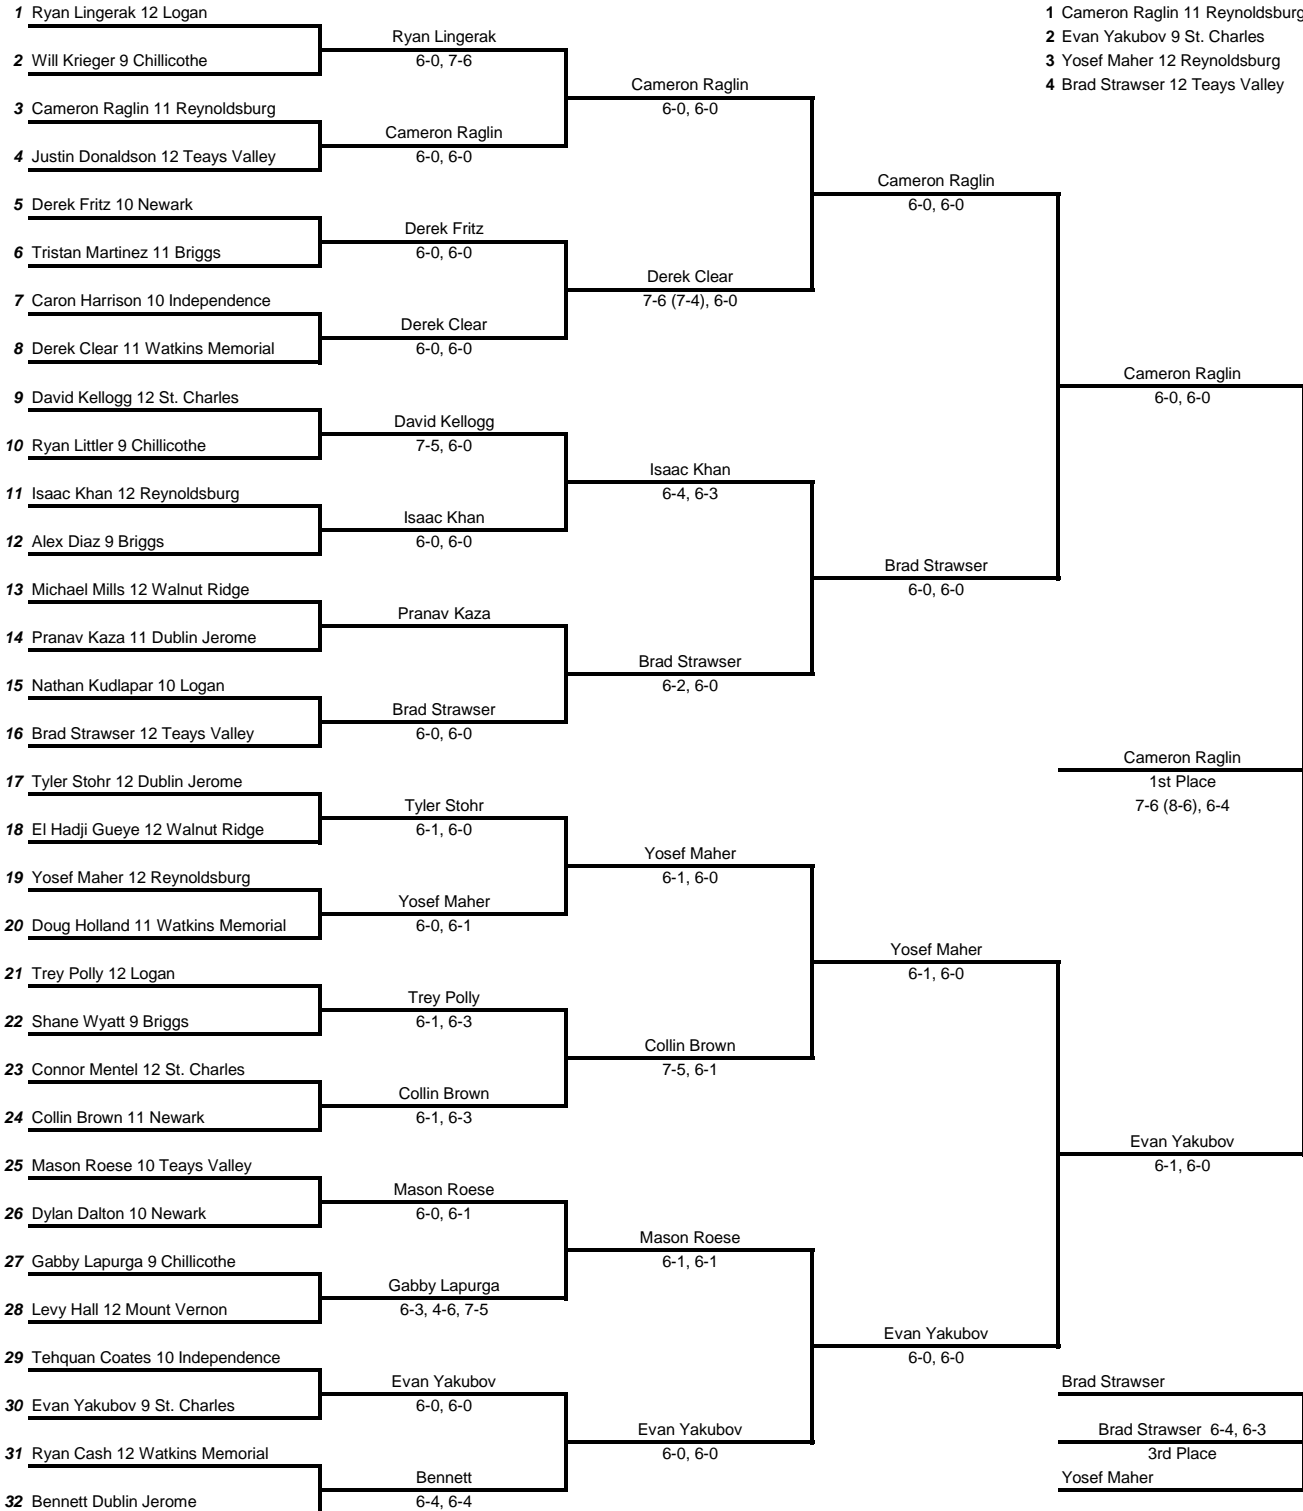 1 Ryan Lingerak 12 Logan
2 Will Krieger 9 Chillicothe
3 Cameron Raglin 11 Reynoldsburg
4 Justin Donaldson 12 Teays Valley
5 Derek Fritz 10 Newark
6 Tristan Martinez 11 Briggs
7 Caron Harrison 10 Independence
8 Derek Clear 11 Watkins Memorial
9 David Kellogg 12 St. Charles
10 Ryan Littler 9 Chillicothe
11 Isaac Khan 12 Reynoldsburg
12 Alex Diaz 9 Briggs
13 Michael Mills 12 Walnut Ridge
14 Pranav Kaza 11 Dublin Jerome
15 Nathan Kudlapar 10 Logan
16 Brad Strawser 12 Teays Valley
17 Tyler Stohr 12 Dublin Jerome
18 El Hadji Gueye 12 Walnut Ridge
19 Yosef Maher 12 Reynoldsburg
20 Doug Holland 11 Watkins Memorial
21 Trey Polly 12 Logan
22 Shane Wyatt 9 Briggs
23 Connor Mentel 12 St. Charles
24 Collin Brown 11 Newark
25 Mason Roese 10 Teays Valley
26 Dylan Dalton 10 Newark
27 Gabby Lapurga 9 Chillicothe
28 Levy Hall 12 Mount Vernon
29 Tehquan Coates 10 Independence
30 Evan Yakubov 9 St. Charles
31 Ryan Cash 12 Watkins Memorial
32 Bennett Dublin Jerome
Ryan Lingerak
6-0, 7-6
Cameron Raglin
6-0, 6-0
Derek Fritz
6-0, 6-0
Derek Clear
6-0, 6-0
David Kellogg
7-5, 6-0
Isaac Khan
6-0, 6-0
Pranav Kaza
Brad Strawser
6-0, 6-0
Tyler Stohr
6-1, 6-0
Yosef Maher
6-0, 6-1
Trey Polly
6-1, 6-3
Collin Brown
6-1, 6-3
Mason Roese
6-0, 6-1
Gabby Lapurga
6-3, 4-6, 7-5
Evan Yakubov
6-0, 6-0
Bennett
6-4, 6-4
Cameron Raglin
6-0, 6-0
Derek Clear
7-6 (7-4), 6-0
Isaac Khan
6-4, 6-3
Brad Strawser
6-2, 6-0
Yosef Maher
6-1, 6-0
Collin Brown
7-5, 6-1
Mason Roese
6-1, 6-1
Evan Yakubov
6-0, 6-0
Cameron Raglin
6-0, 6-0
Brad Strawser
6-0, 6-0
Yosef Maher
6-1, 6-0
Evan Yakubov
6-0, 6-0
1 Cameron Raglin 11 Reynoldsburg
2 Evan Yakubov 9 St. Charles
3 Yosef Maher 12 Reynoldsburg
4 Brad Strawser 12 Teays Valley
Cameron Raglin
6-0, 6-0
Cameron Raglin
1st Place
7-6 (8-6), 6-4
Evan Yakubov
6-1, 6-0
Brad Strawser
Brad Strawser 6-4, 6-3
3rd Place
Yosef Maher